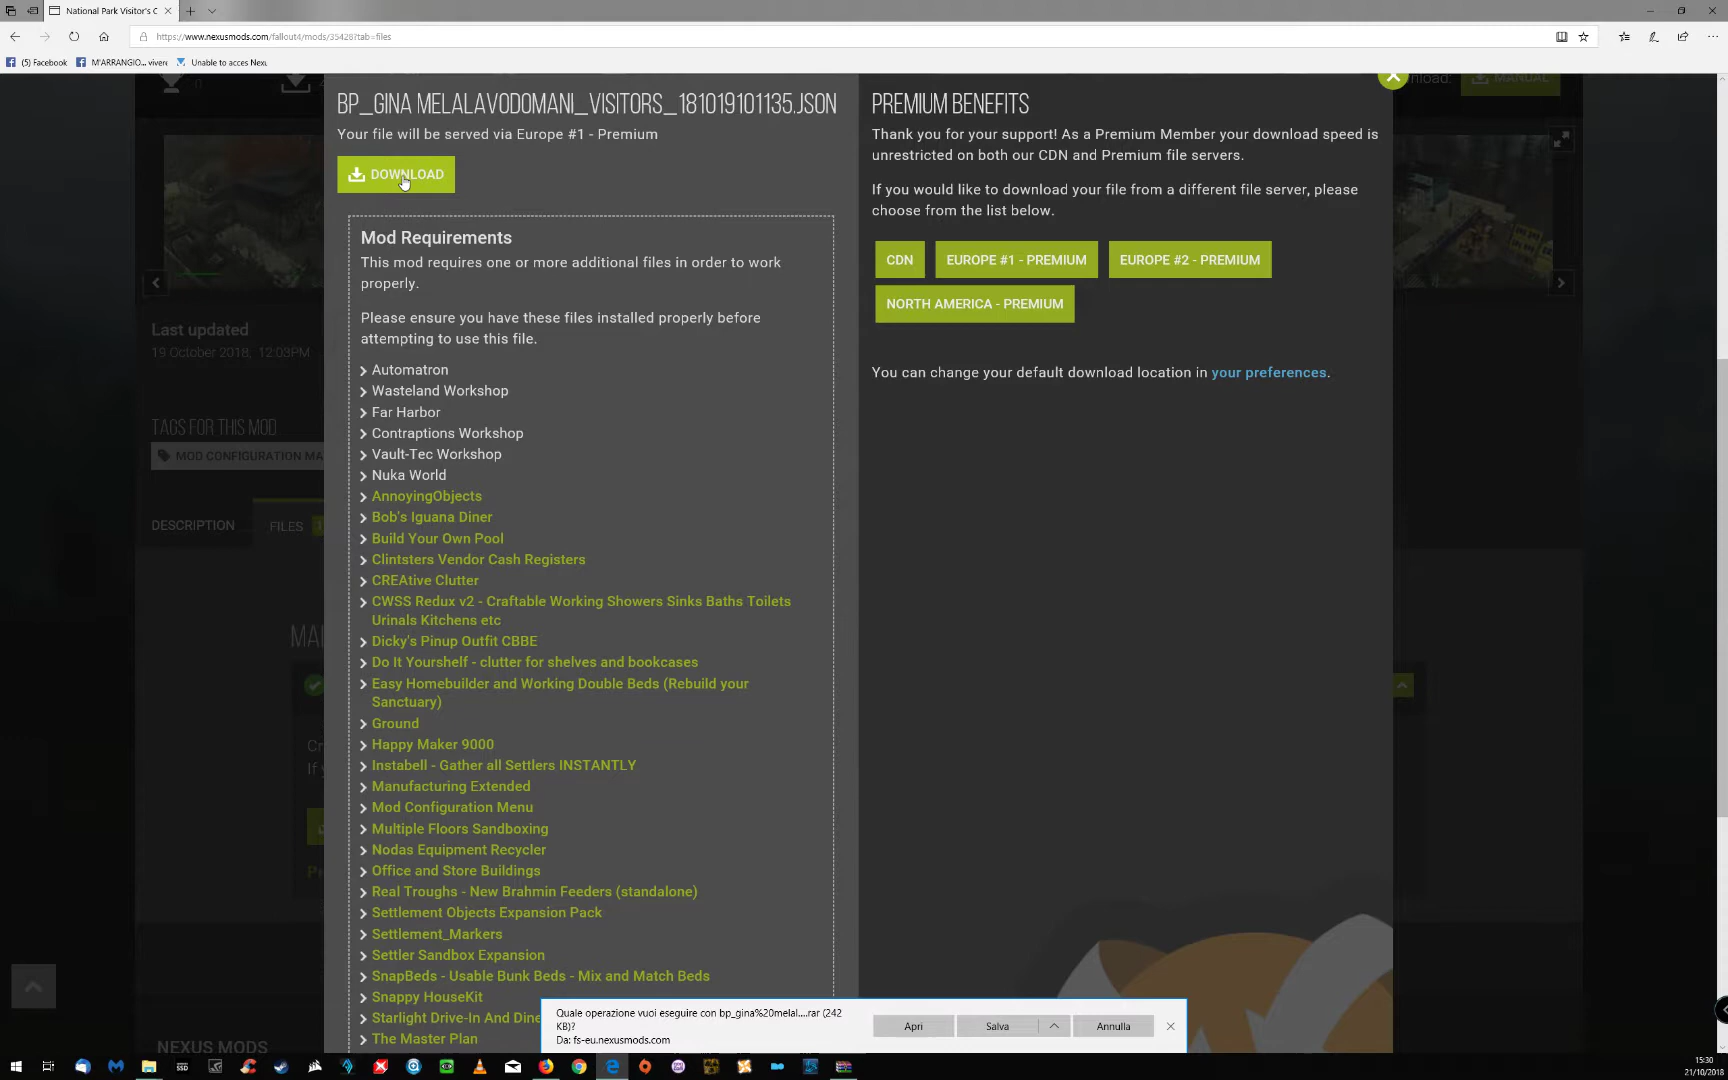 National Park Visitor's C
https://www.nexusmods.com/fallout4/mods/35428?tab=files
(5) Facebook
M'ARRANGIO... vivere
Unable to acces Nexu
MANUAL
BP_GINA MELALAVODOMANI_VISITORS_181019101135.JSON
Your file will be served via Europe #1 - Premium
DOWNLOAD
Mod Requirements
This mod requires one or more additional files in order to work
properly.
Please ensure you have these files installed properly before
attempting to use this file.
Automatron
Wasteland Workshop
Far Harbor
Contraptions Workshop
Vault-Tec Workshop
Nuka World
AnnoyingObjects
Bob's Iguana Diner
Build Your Own Pool
Clintsters Vendor Cash Registers
CREAtive Clutter
CWSS Redux v2 - Craftable Working Showers Sinks Baths Toilets
Urinals Kitchens etc
Dicky's Pinup Outfit CBBE
Do It Yourshelf - clutter for shelves and bookcases
Easy Homebuilder and Working Double Beds (Rebuild your
Sanctuary)
Ground
Happy Maker 9000
Instabell - Gather all Settlers INSTANTLY
Manufacturing Extended
Mod Configuration Menu
Multiple Floors Sandboxing
Nodas Equipment Recycler
Office and Store Buildings
Real Troughs - New Brahmin Feeders (standalone)
Settlement Objects Expansion Pack
Settlement_Markers
Settler Sandbox Expansion
SnapBeds - Usable Bunk Beds - Mix and Match Beds
Snappy HouseKit
Starlight Drive-In And Dine
The Master Plan
PREMIUM BENEFITS
Thank you for your support! As a Premium Member your download speed is
unrestricted on both our CDN and Premium file servers.
If you would like to download your file from a different file server, please
choose from the list below.
CDN
EUROPE #1 - PREMIUM
EUROPE #2 - PREMIUM
NORTH AMERICA - PREMIUM
You can change your default download location in your preferences.
Last updated
19 October 2018, 12:03PM
TAGS FOR THIS MOD
MOD CONFIGURATION MA
DESCRIPTION
FILES 1
MAI
Cr
If y
Pe
NEXUS MODS
Quale operazione vuoi eseguire con bp_gina%20melal....rar (242
KB)?
Da: fs-eu.nexusmods.com
Apri
Salva
Annulla
15:30
21/10/2018